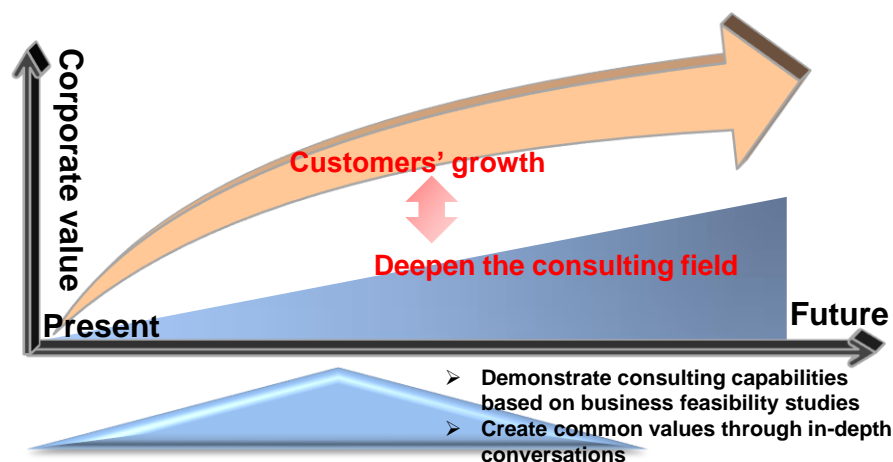 Corporate value
Customers’ growth
Deepen the consulting field
Present
Future
➢ Demonstrate consulting capabilities
based on business feasibility studies
➢ Create common values through in-depth
conversations